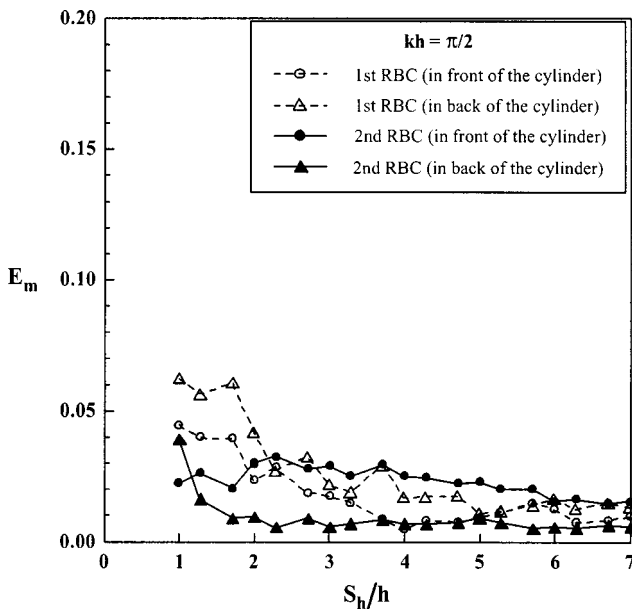 0.20
kh = π/2
1st RBC (in front of the cylinder)
1st RBC (in back of the cylinder)
2nd RBC (in front of the cylinder)
2nd RBC (in back of the cylinder)
0.15
0.10
E_m
0.05
0.00
0 1 2 3 4 5 6 7
S_h/h